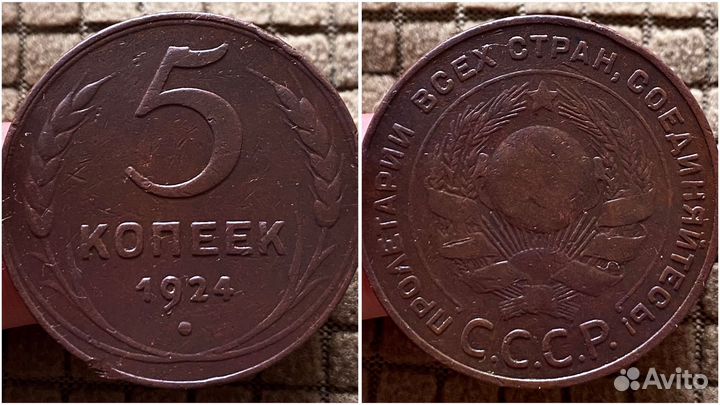 5
КОПЕЕК
1924
ПРОЛЕТАРИИ ВСЕХ СТРАН, СОЕДИНЯЙТЕСЬ!
С.С.С.Р.
Avito